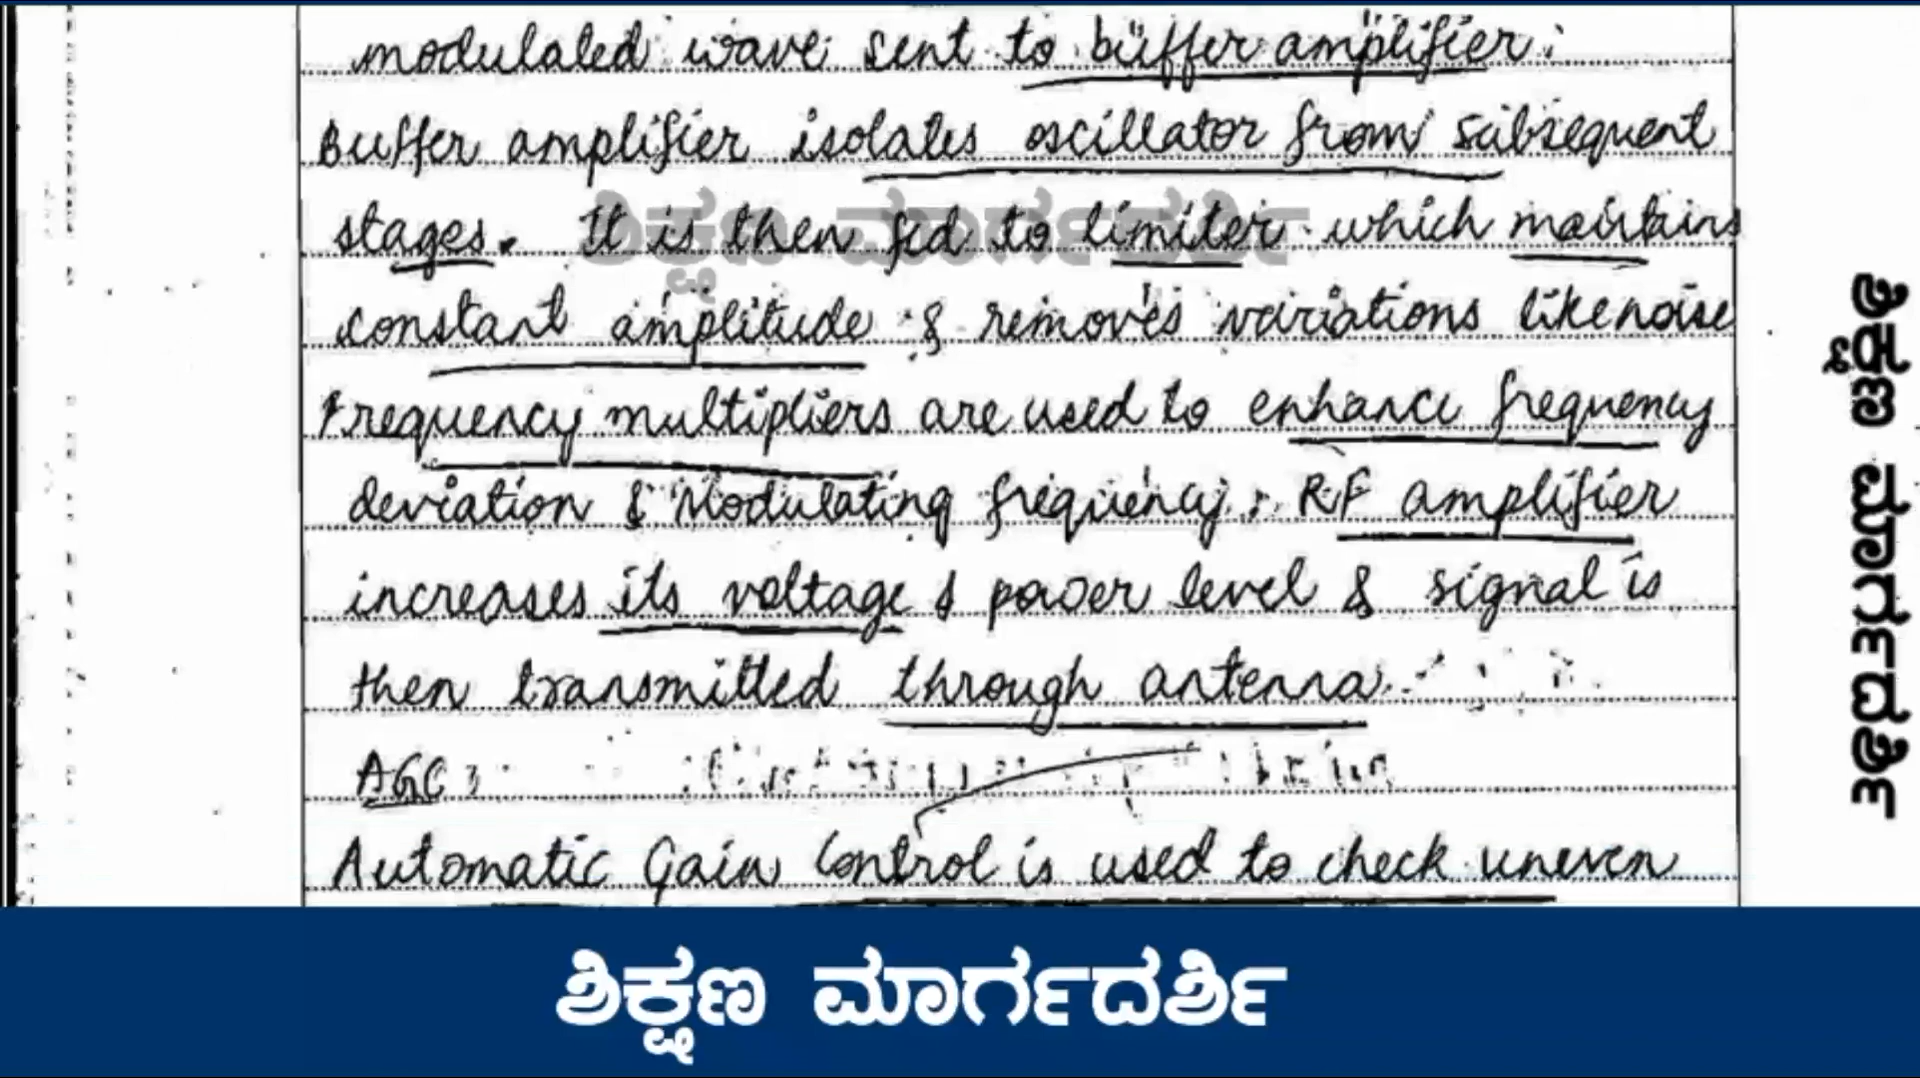 modulated wave sent to buffer amplifier.
Buffer amplifier isolates oscillator from subsequent
stages. It is then fed to limiter which maintains
constant amplitude & removes variations like noise
Frequency multipliers are used to enhance frequency
deviation & Modulating frequency. RF amplifier
increases its voltage & power level & signal is
then transmitted through antenna.
AGC:
Automatic Gain Control is used to check uneven
ಶಿಕ್ಷಣ ಮಾರ್ಗದರ್ಶಿ
ಶಿಕ್ಷಣ ಮಾರ್ಗದರ್ಶಿ
ಶಿಕ್ಷಣ ಮಾರ್ಗದರ್ಶಿ